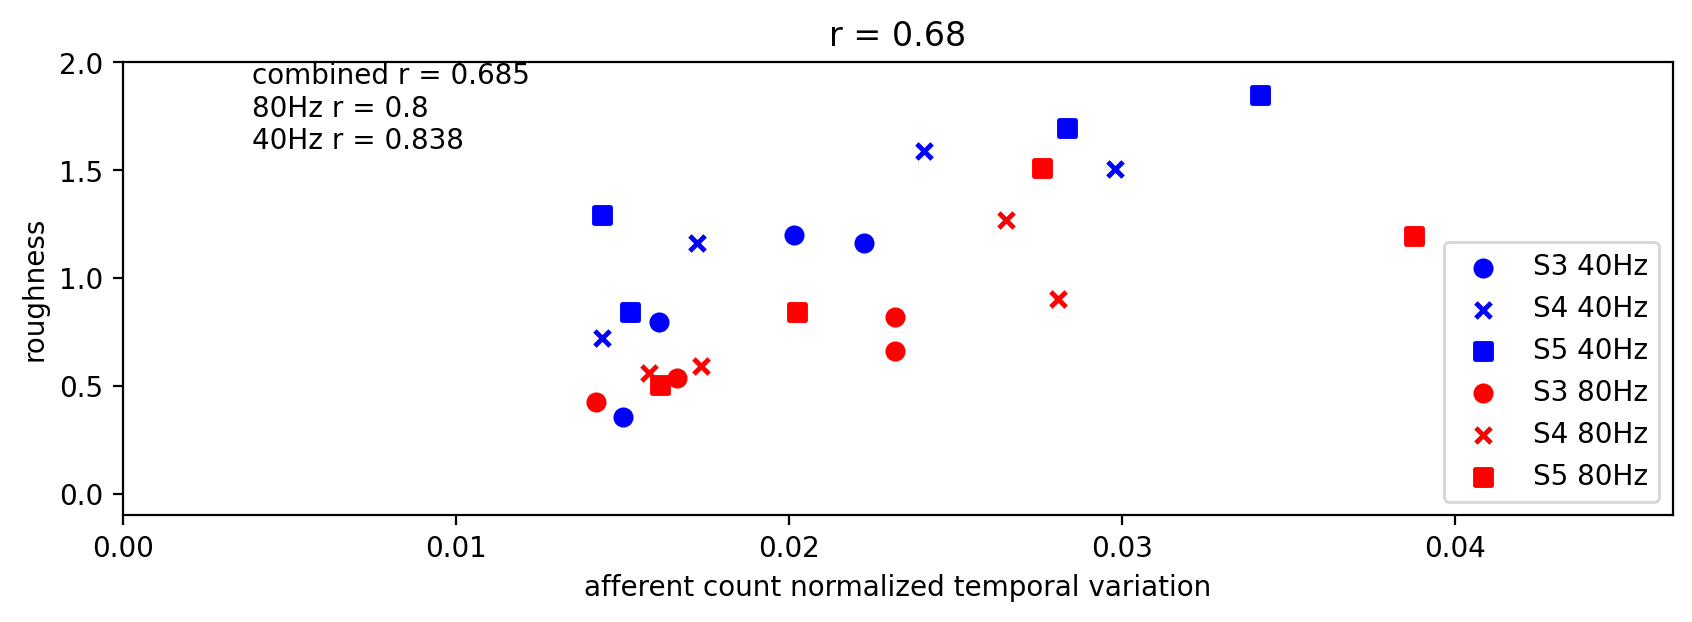 r = 0.68
combined r = 0.685
80Hz r = 0.8
40Hz r = 0.838
2.0
1.5
1.0
0.5
0.0
roughness
S3 40Hz
S4 40Hz
S5 40Hz
S3 80Hz
S4 80Hz
S5 80Hz
0.00 0.01 0.02 0.03 0.04
afferent count normalized temporal variation